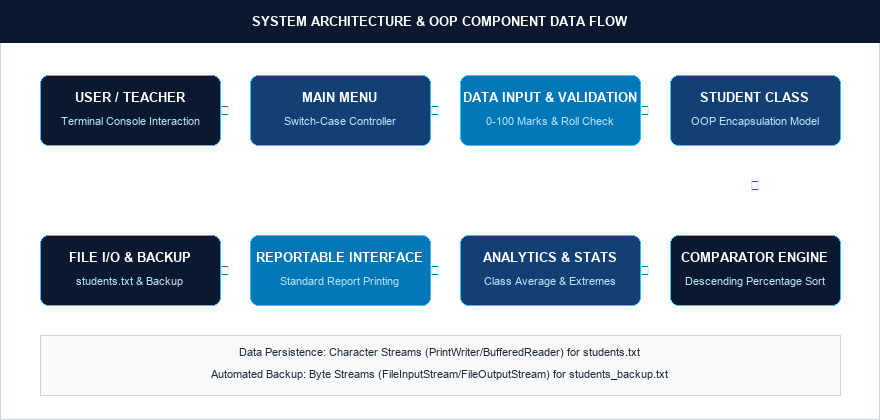 SYSTEM ARCHITECTURE & OOP COMPONENT DATA FLOW
USER / TEACHER
Terminal Console Interaction
MAIN MENU
Switch-Case Controller
DATA INPUT & VALIDATION
0-100 Marks & Roll Check
STUDENT CLASS
OOP Encapsulation Model
FILE I/O & BACKUP
students.txt & Backup
REPORTABLE INTERFACE
Standard Report Printing
ANALYTICS & STATS
Class Average & Extremes
COMPARATOR ENGINE
Descending Percentage Sort
Data Persistence: Character Streams (PrintWriter/BufferedReader) for students.txt
Automated Backup: Byte Streams (FileInputStream/FileOutputStream) for students_backup.txt